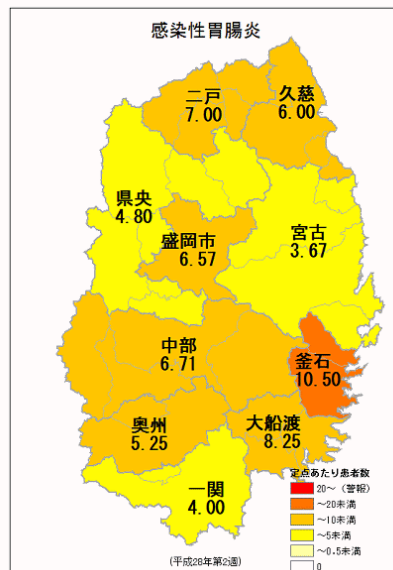 感染性胃腸炎
二戸
7.00
久慈
6.00
県央
4.80
盛岡市
6.57
宮古
3.67
中部
6.71
釜石
10.50
奥州
5.25
大船渡
8.25
一関
4.00
定点あたり患者数
20～（警報）
～20未満
～10未満
～5未満
～0.5未満
0
(平成28年第2週)